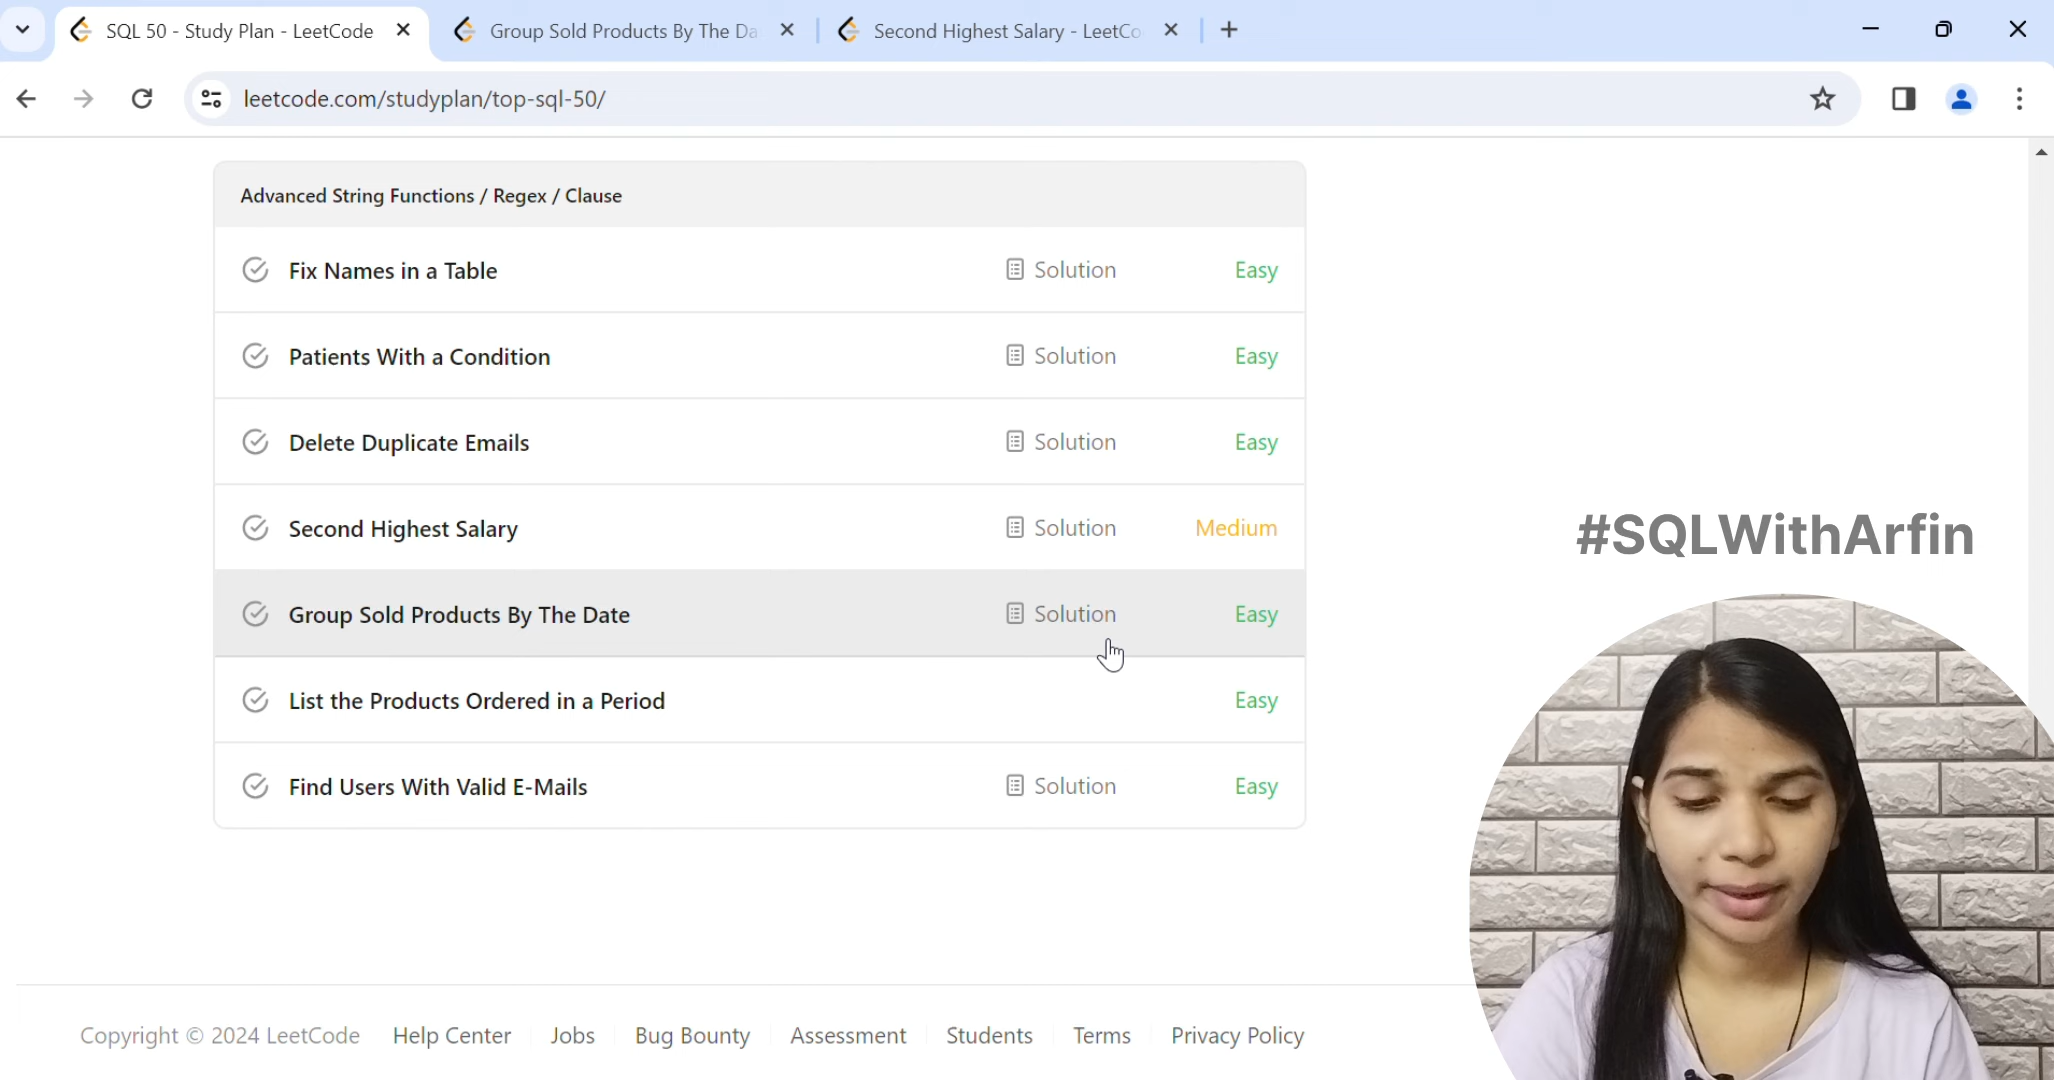 SQL 50 - Study Plan - LeetCode
Group Sold Products By The Da
Second Highest Salary - LeetCo
leetcode.com/studyplan/top-sql-50/
Advanced String Functions / Regex / Clause
Fix Names in a Table Solution Easy
Patients With a Condition Solution Easy
Delete Duplicate Emails Solution Easy
Second Highest Salary Solution Medium
Group Sold Products By The Date Solution Easy
List the Products Ordered in a Period Easy
Find Users With Valid E-Mails Solution Easy
#SQLWithArfin
Copyright © 2024 LeetCode Help Center Jobs Bug Bounty Assessment Students Terms Privacy Policy